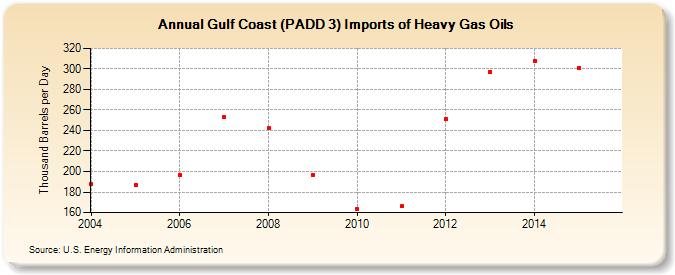 Annual Gulf Coast (PADD 3) Imports of Heavy Gas Oils
Thousand Barrels per Day
320
300
280
260
240
220
200
180
160
2004 2006 2008 2010 2012 2014
Source: U.S. Energy Information Administration